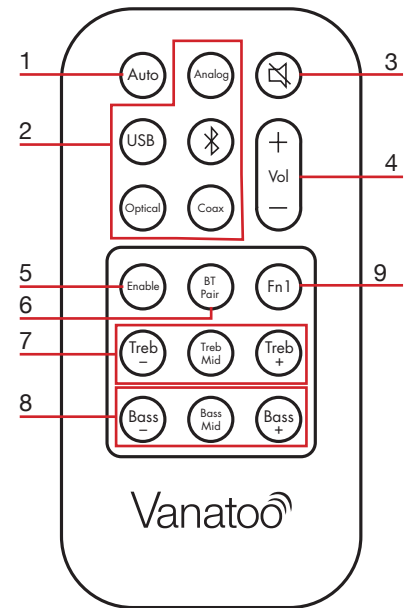 1
Auto
Analog
3
2
USB
+
Vol
−
4
Optical
Coax
5
Enable
BT
Pair
Fn1
9
6
7
Treb
−
Treb
Mid
Treb
+
8
Bass
−
Bass
Mid
Bass
+
Vanatoo